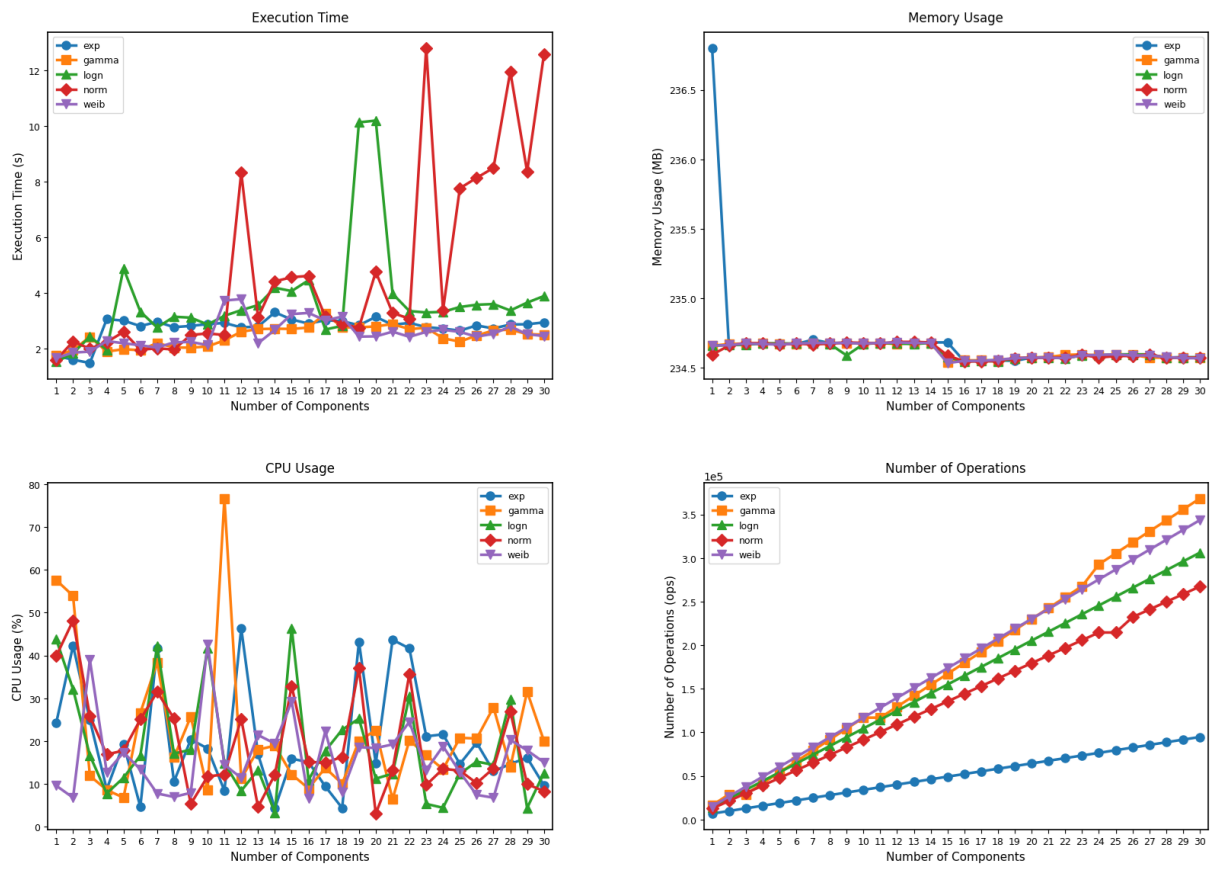 Execution Time
exp
gamma
logn
norm
weib
Execution Time (s)
12
10
8
6
4
2
1 2 3 4 5 6 7 8 9 10 11 12 13 14 15 16 17 18 19 20 21 22 23 24 25 26 27 28 29 30
Number of Components
Memory Usage
exp
gamma
logn
norm
weib
Memory Usage (MB)
236.5
236.0
235.5
235.0
234.5
1 2 3 4 5 6 7 8 9 10 11 12 13 14 15 16 17 18 19 20 21 22 23 24 25 26 27 28 29 30
Number of Components
CPU Usage
exp
gamma
logn
norm
weib
CPU Usage (%)
80
70
60
50
40
30
20
10
0
1 2 3 4 5 6 7 8 9 10 11 12 13 14 15 16 17 18 19 20 21 22 23 24 25 26 27 28 29 30
Number of Components
Number of Operations
1e5
exp
gamma
logn
norm
weib
Number of Operations (ops)
3.5
3.0
2.5
2.0
1.5
1.0
0.5
0.0
1 2 3 4 5 6 7 8 9 10 11 12 13 14 15 16 17 18 19 20 21 22 23 24 25 26 27 28 29 30
Number of Components